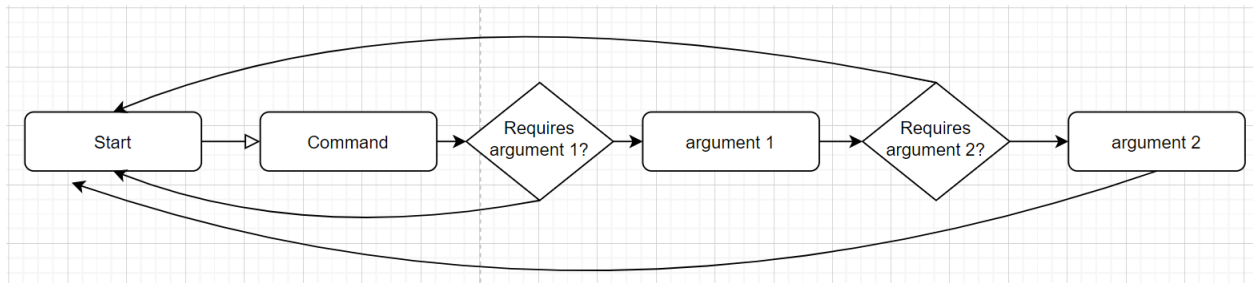 Start
Command
Requires
argument 1?
argument 1
Requires
argument 2?
argument 2